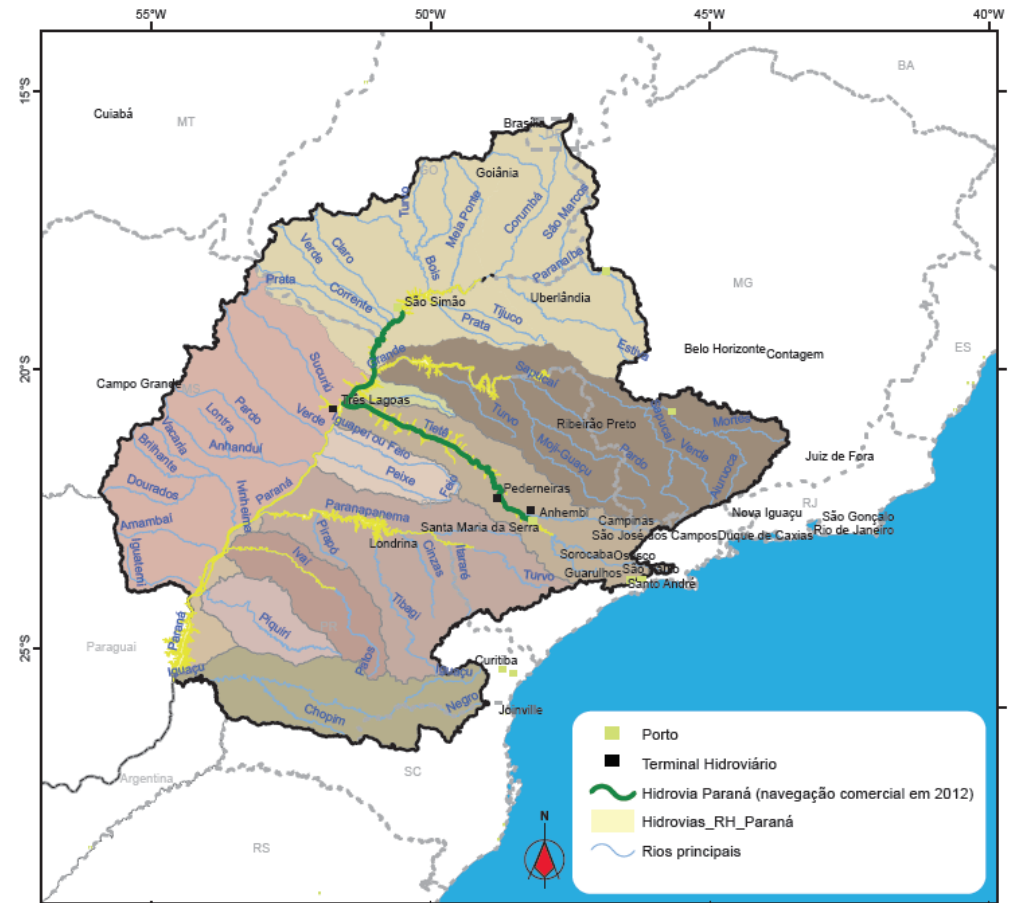 55°W
50°W
45°W
40°W
15°S
20°S
25°S
BA
Cuiabá
MT
Brasília
GO
Goiânia
Turvo
Meia Ponte
Corumbá
São Marcos
Verde
Claro
Bois
Paranaíba
Prata
Corrente
São Simão
Uberlândia
MG
Tijuco
Prata
Estiva
Belo Horizonte
Contagem
ES
Grande
Sapucaí
Sucuriú
Campo Grande
MS
Três Lagoas
Verde
Iguapeí ou Feio
Tietê
Turvo
Ribeirão Preto
Sapucaí
Mortes
Pardo
Lontra
Vacaria
Brilhante
Anhanduí
Moji-Guaçu
Pardo
Verde
Aiuruoca
Juiz de Fora
Peixe
Feio
Dourados
Ivinheima
Paraná
Pederneiras
Anhembi
RJ
Nova Iguaçu
São Gonçalo
Amambaí
Paranapanema
Santa Maria da Serra
Campinas
São José dos Campos
Duque de Caxias
Rio de Janeiro
Iguatemi
Pirapó
Londrina
Cinzas
Itararé
Sorocaba
Osasco
Ivaí
Turvo
Guarulhos
São Paulo
Santo André
Tibagi
Piquiri
PR
Paraná
Paraguai
Patos
Curitiba
Iguaçu
Iguaçu
Negro
Chopim
Joinville
Argentina
SC
RS
N
Porto
Terminal Hidroviário
Hidrovia Paraná (navegação comercial em 2012)
Hidrovias_RH_Paraná
Rios principais